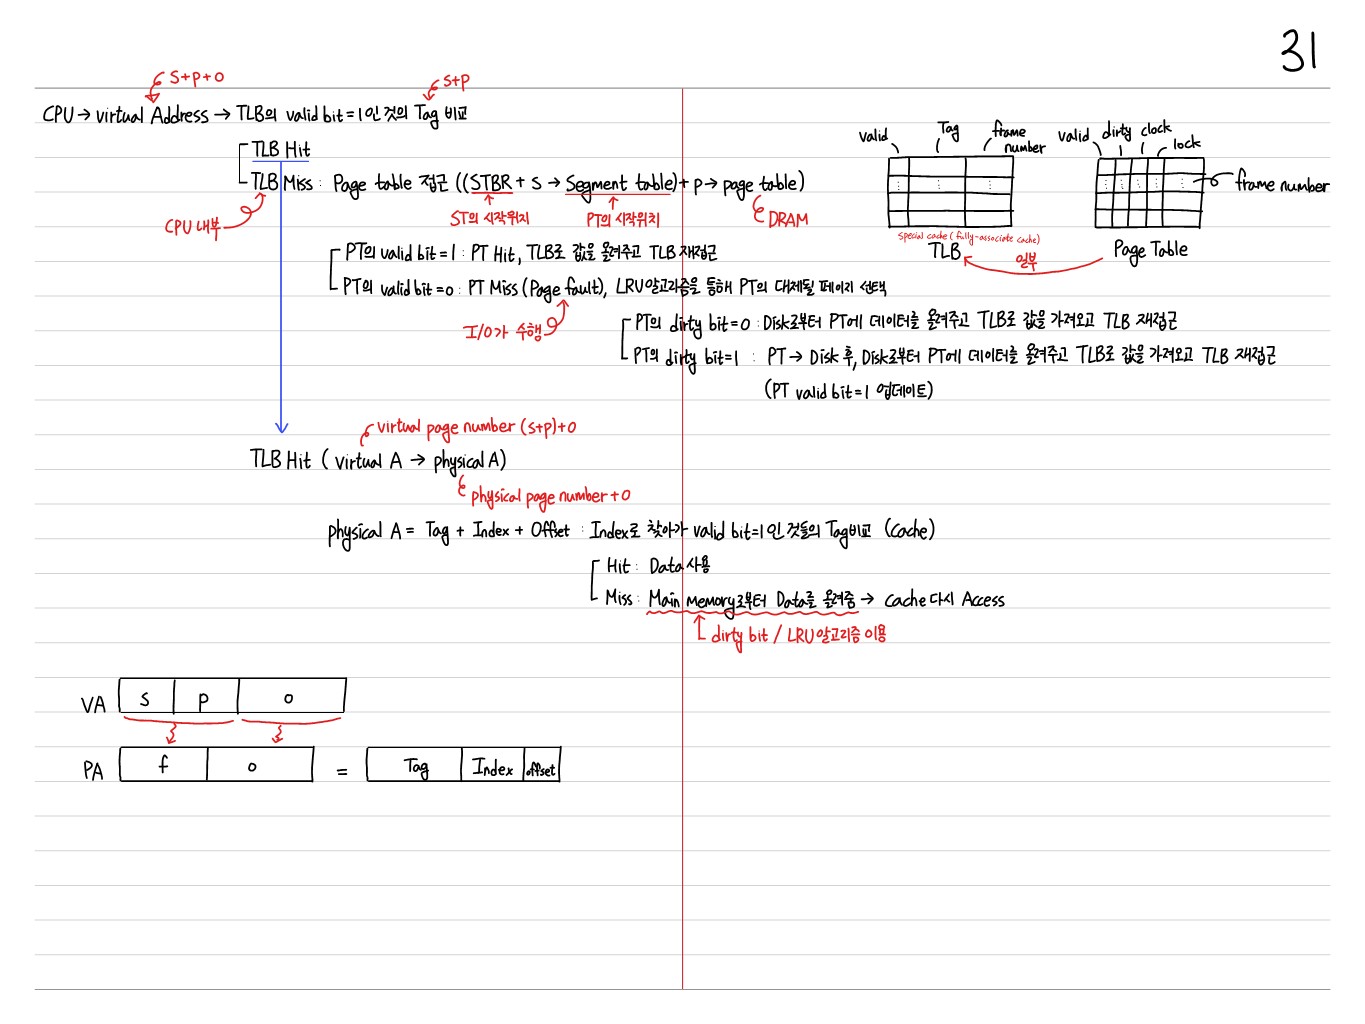 31
S+p+o
s+p
CPU → virtual Address → TLB의 valid bit=1인 것의 Tag 비교
TLB Hit
TLB Miss : Page table 접근 ((STBR + s → Segment table) + p → page table)
CPU 내부
ST의 시작위치
PT의 시작위치
DRAM
PT의 valid bit=1 : PT Hit, TLB로 값을 올려주고 TLB 재접근
PT의 valid bit=0 : PT Miss (Page fault), LRU알고리즘을 통해 PT의 대체될 페이지 선택
I/O가 수행
PT의 dirty bit=0 : Disk로부터 PT에 데이터를 올려주고 TLB로 값을 가져오고 TLB 재접근
PT의 dirty bit=1 : PT → Disk 후, Disk로부터 PT에 데이터를 올려주고 TLB로 값을 가져오고 TLB 재접근
(PT valid bit=1 업데이트)
valid Tag frame number
special cache (fully-associate cache)
TLB
일부
valid dirty clock lock
frame number
Page Table
virtual page number (s+p)+o
TLB Hit ( virtual A → physical A)
physical page number + o
physical A = Tag + Index + Offset : Index로 찾아가 valid bit=1인 것들의 Tag비교 (Cache)
Hit : Data 사용
Miss : Main memory로부터 Data를 올려줌 → cache 다시 Access
dirty bit / LRU알고리즘 이용
VA s p o
PA f o = Tag Index offset